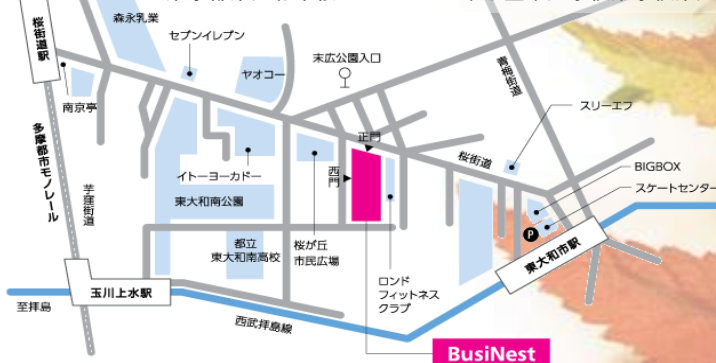 森永乳業
桜街道駅
セブンイレブン
末広公園入口
ヤオコー
青梅街道
南京亭
スリーエフ
正門
桜街道
多摩都市モノレール
芋窪街道
イトーヨーカドー
西門
BIGBOX
スケートセンター
東大和南公園
P
都立
東大和南高校
桜が丘
市民広場
東大和市駅
ロンド
フィットネス
クラブ
玉川上水駅
至拝島
西武拝島線
BusiNest